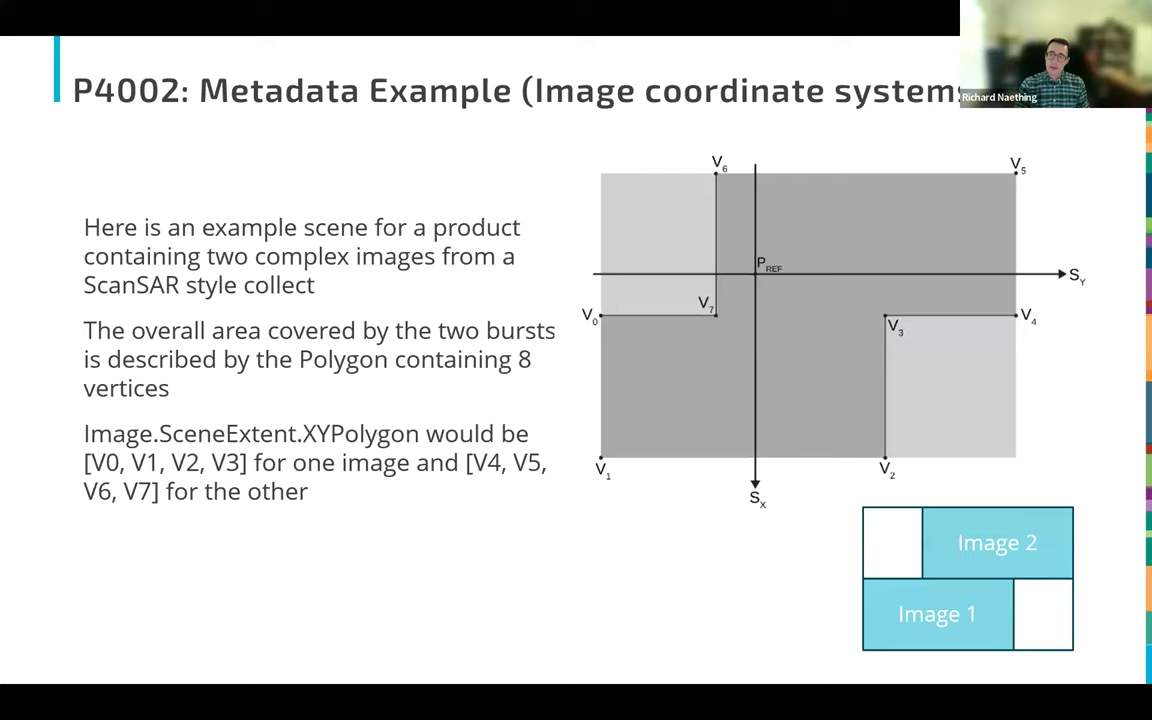 P4002: Metadata Example (Image coordinate systems
Richard Naething
Here is an example scene for a product
containing two complex images from a
ScanSAR style collect
The overall area covered by the two bursts
is described by the Polygon containing 8
vertices
Image.SceneExtent.XYPolygon would be
[V0, V1, V2, V3] for one image and [V4, V5,
V6, V7] for the other
V6
V5
PREF
SY
V0
V7
V3
V4
V1
V2
SX
Image 2
Image 1